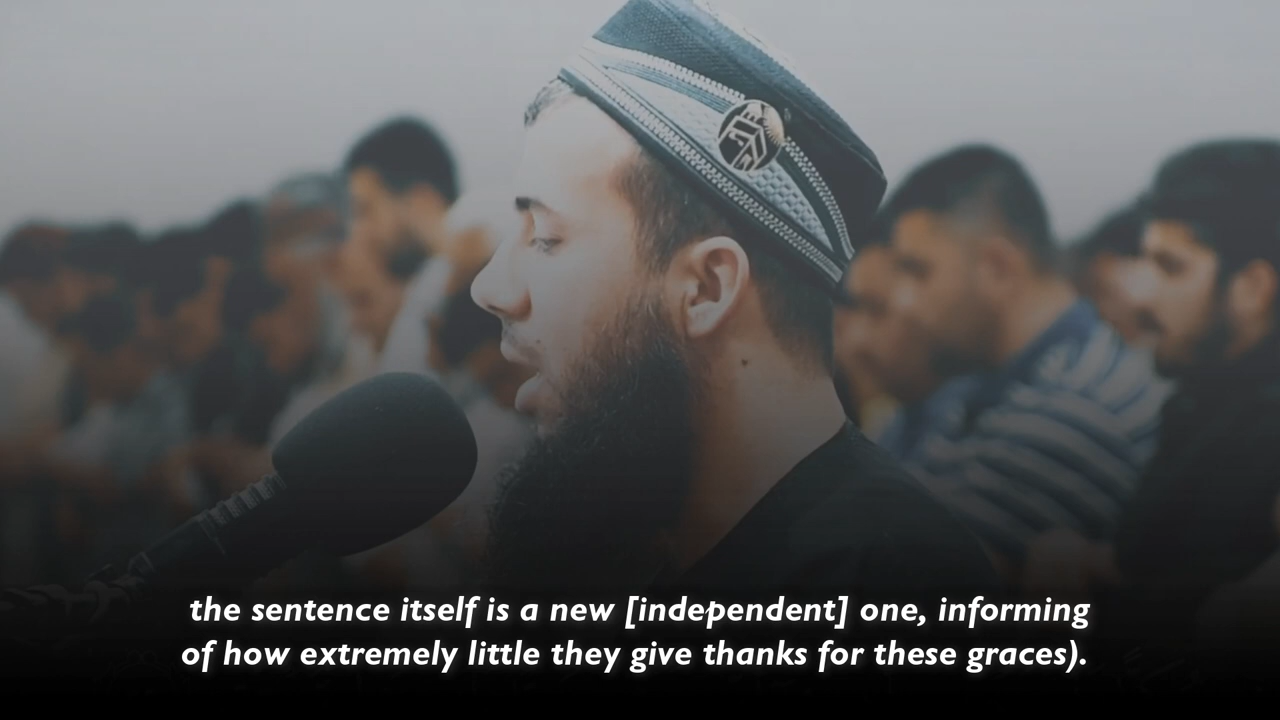 the sentence itself is a new [independent] one, informing
of how extremely little they give thanks for these graces).